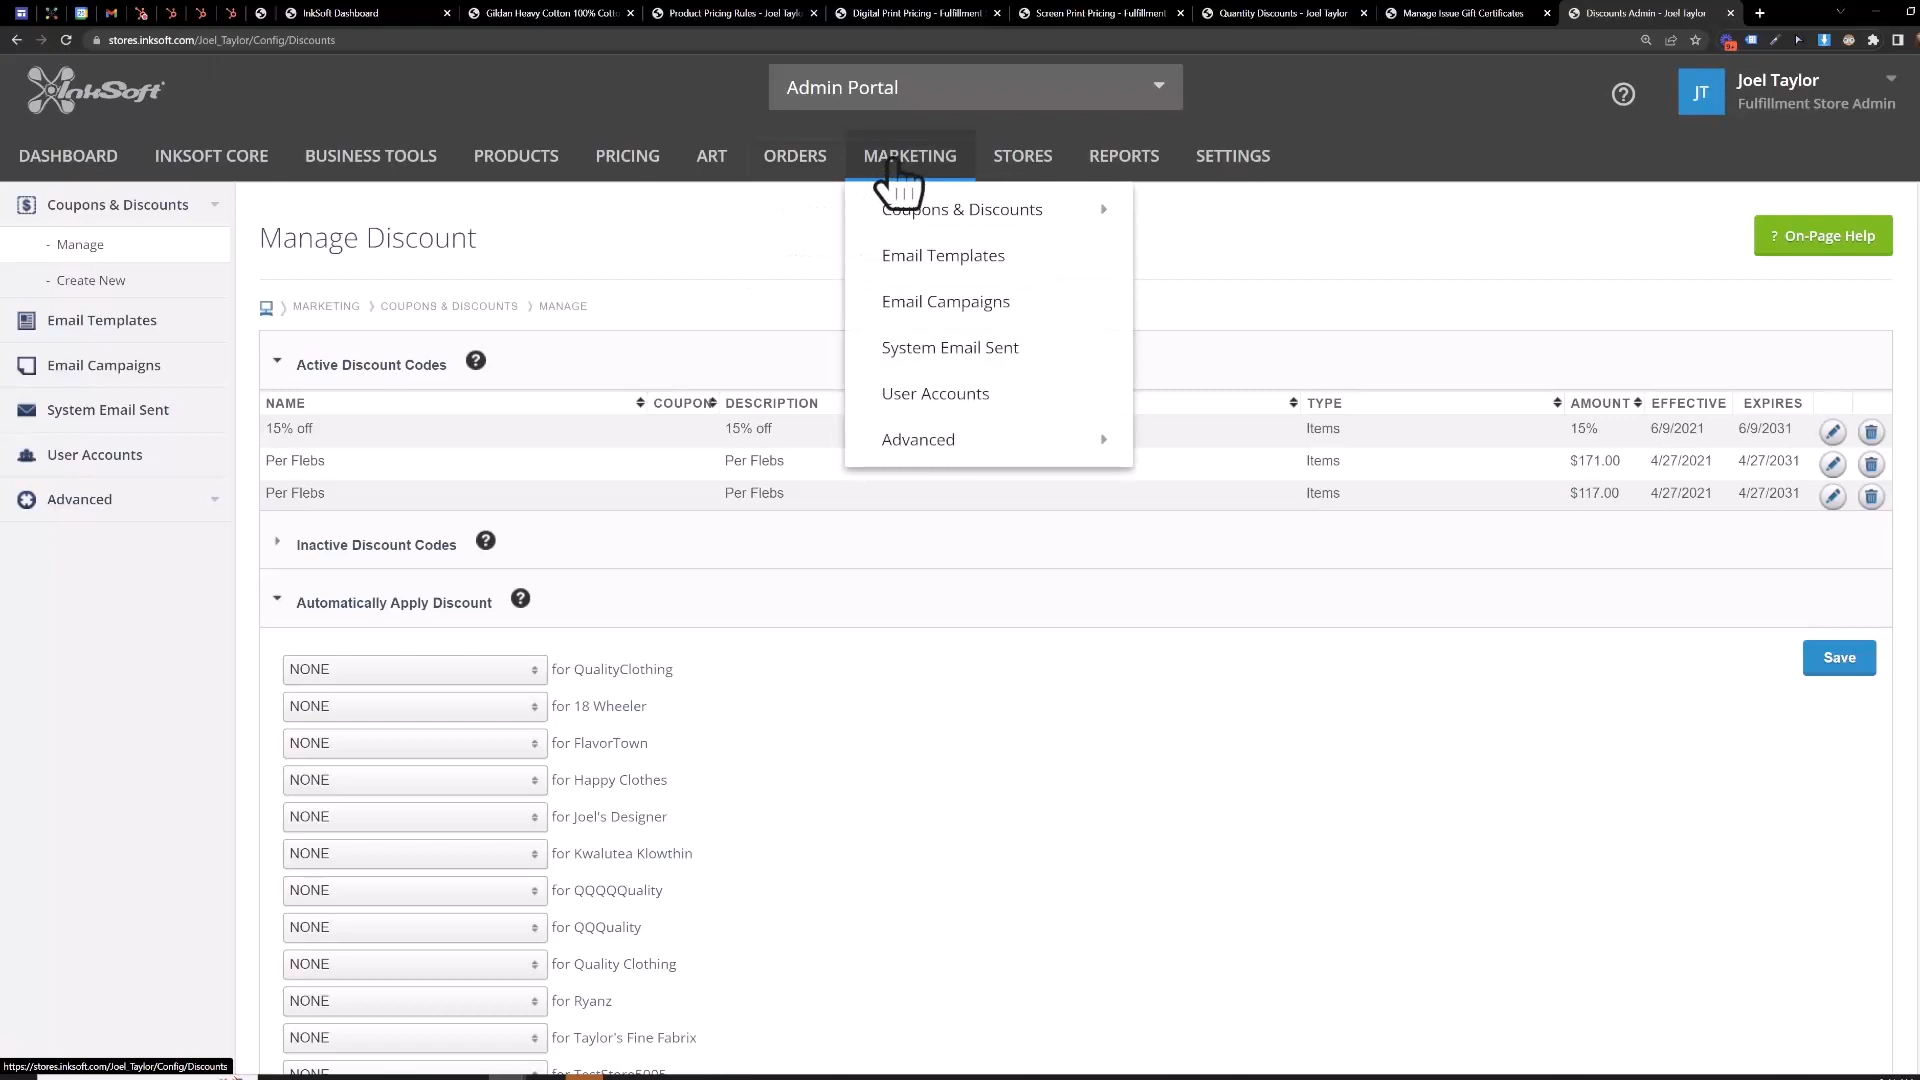 InkSoft Dashboard
Gildan Heavy Cotton 100% Cott
Product Pricing Rules - Joel Tayl
Digital Print Pricing - Fulfillment
Screen Print Pricing - Fulfillment
Quantity Discounts - Joel Taylor
Manage Issue Gift Certificates
Discounts Admin - Joel Taylor
stores.inksoft.com/Joel_Taylor/Config/Discounts
9+
InkSoft
Admin Portal
JT
Joel Taylor
Fulfillment Store Admin
DASHBOARD INKSOFT CORE BUSINESS TOOLS PRODUCTS PRICING ART ORDERS MARKETING STORES REPORTS SETTINGS
Coupons & Discounts
- Manage
- Create New
Email Templates
Email Campaigns
System Email Sent
User Accounts
Advanced
Coupons & Discounts
Email Templates
Email Campaigns
System Email Sent
User Accounts
Advanced
Manage Discount
? On-Page Help
MARKETING > COUPONS & DISCOUNTS > MANAGE
Active Discount Codes ?
NAME COUPON DESCRIPTION TYPE AMOUNT EFFECTIVE EXPIRES
15% off 15% off Items 15% 6/9/2021 6/9/2031
Per Flebs Per Flebs Items $171.00 4/27/2021 4/27/2031
Per Flebs Per Flebs Items $117.00 4/27/2021 4/27/2031
Inactive Discount Codes ?
Automatically Apply Discount ?
Save
NONE for QualityClothing
NONE for 18 Wheeler
NONE for FlavorTown
NONE for Happy Clothes
NONE for Joel's Designer
NONE for Kwalutea Klowthin
NONE for QQQQQuality
NONE for QQQuality
NONE for Quality Clothing
NONE for Ryanz
NONE for Taylor's Fine Fabrix
for TestStore5995
https://stores.inksoft.com/Joel_Taylor/Config/Discounts